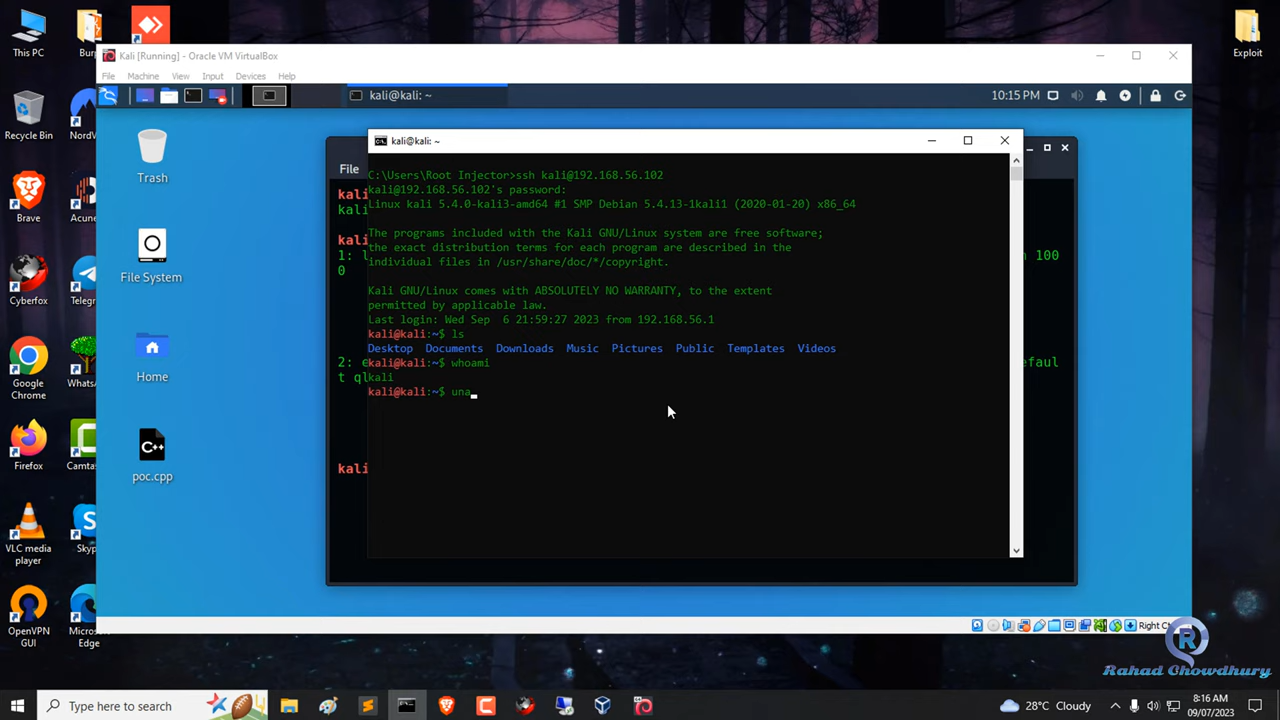 This PC
Burp
Exploit
Kali [Running] - Oracle VM VirtualBox
File Machine View Input Devices Help
kali@kali: ~
10:15 PM
Recycle Bin
NordV
Trash
File
kali@kali: ~
C:\Users\Root Injector>ssh kali@192.168.56.102
kali@192.168.56.102's password:
Linux kali 5.4.0-kali3-amd64 #1 SMP Debian 5.4.13-1kali1 (2020-01-20) x86_64
The programs included with the Kali GNU/Linux system are free software;
the exact distribution terms for each program are described in the
individual files in /usr/share/doc/*/copyright.
Kali GNU/Linux comes with ABSOLUTELY NO WARRANTY, to the extent
permitted by applicable law.
Last login: Wed Sep  6 21:59:27 2023 from 192.168.56.1
kali@kali:~$ ls
Desktop Documents Downloads Music Pictures Public Templates Videos
kali@kali:~$ whoami
kali
kali@kali:~$ una
kali
kali
kali
1: l
n 100
0
2: e
efaul
t ql
kali
Brave
Acune
File System
Cyberfox
Telegr
Google Chrome
Whats
Home
Firefox
Camtas
C++
poc.cpp
VLC media player
Skyp
OpenVPN GUI
Micros
Edge
Right C
R
Rahad Chowdhury
Type here to search
28°C Cloudy
8:16 AM
09/07/2023